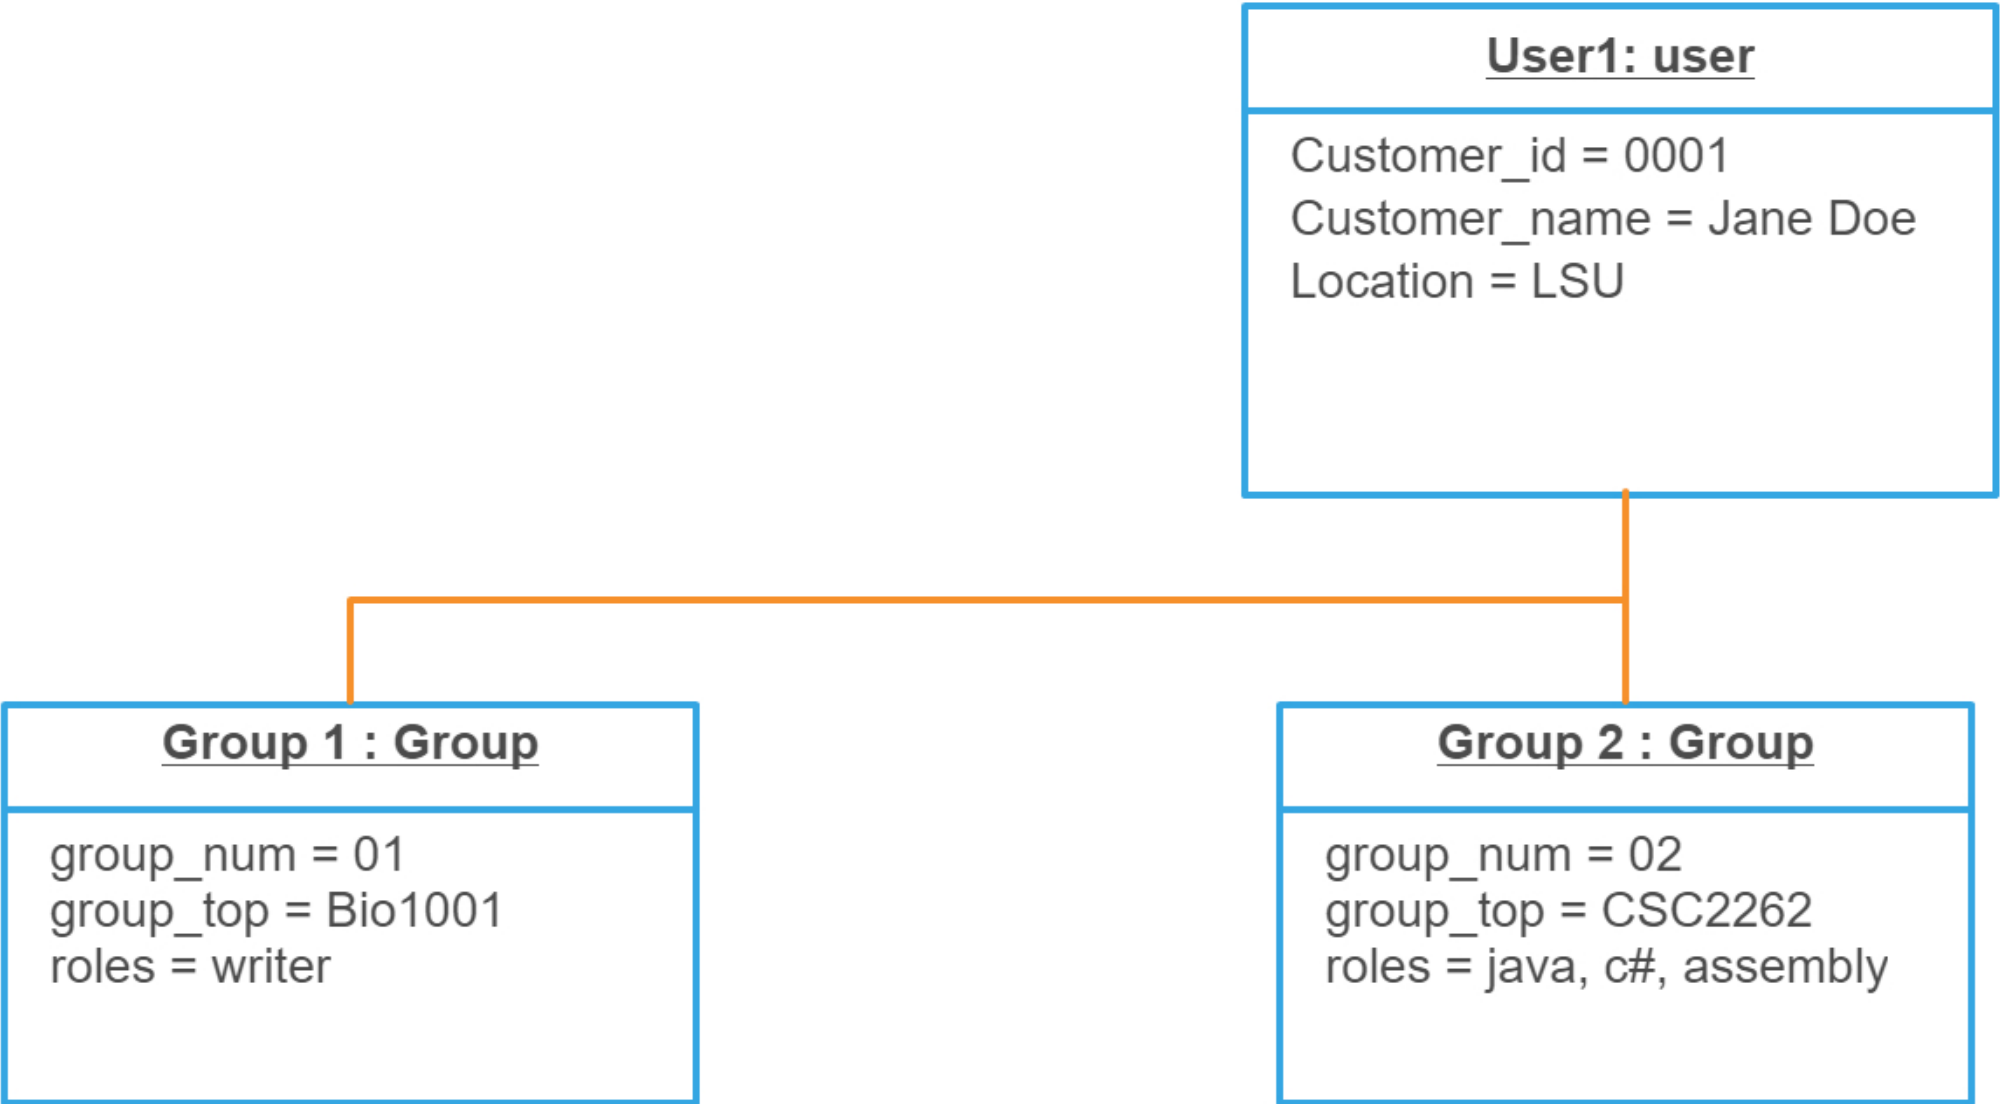 User1: user
Customer_id = 0001
Customer_name = Jane Doe
Location = LSU
Group 1 : Group
group_num = 01
group_top = Bio1001
roles = writer
Group 2 : Group
group_num = 02
group_top = CSC2262
roles = java, c#, assembly